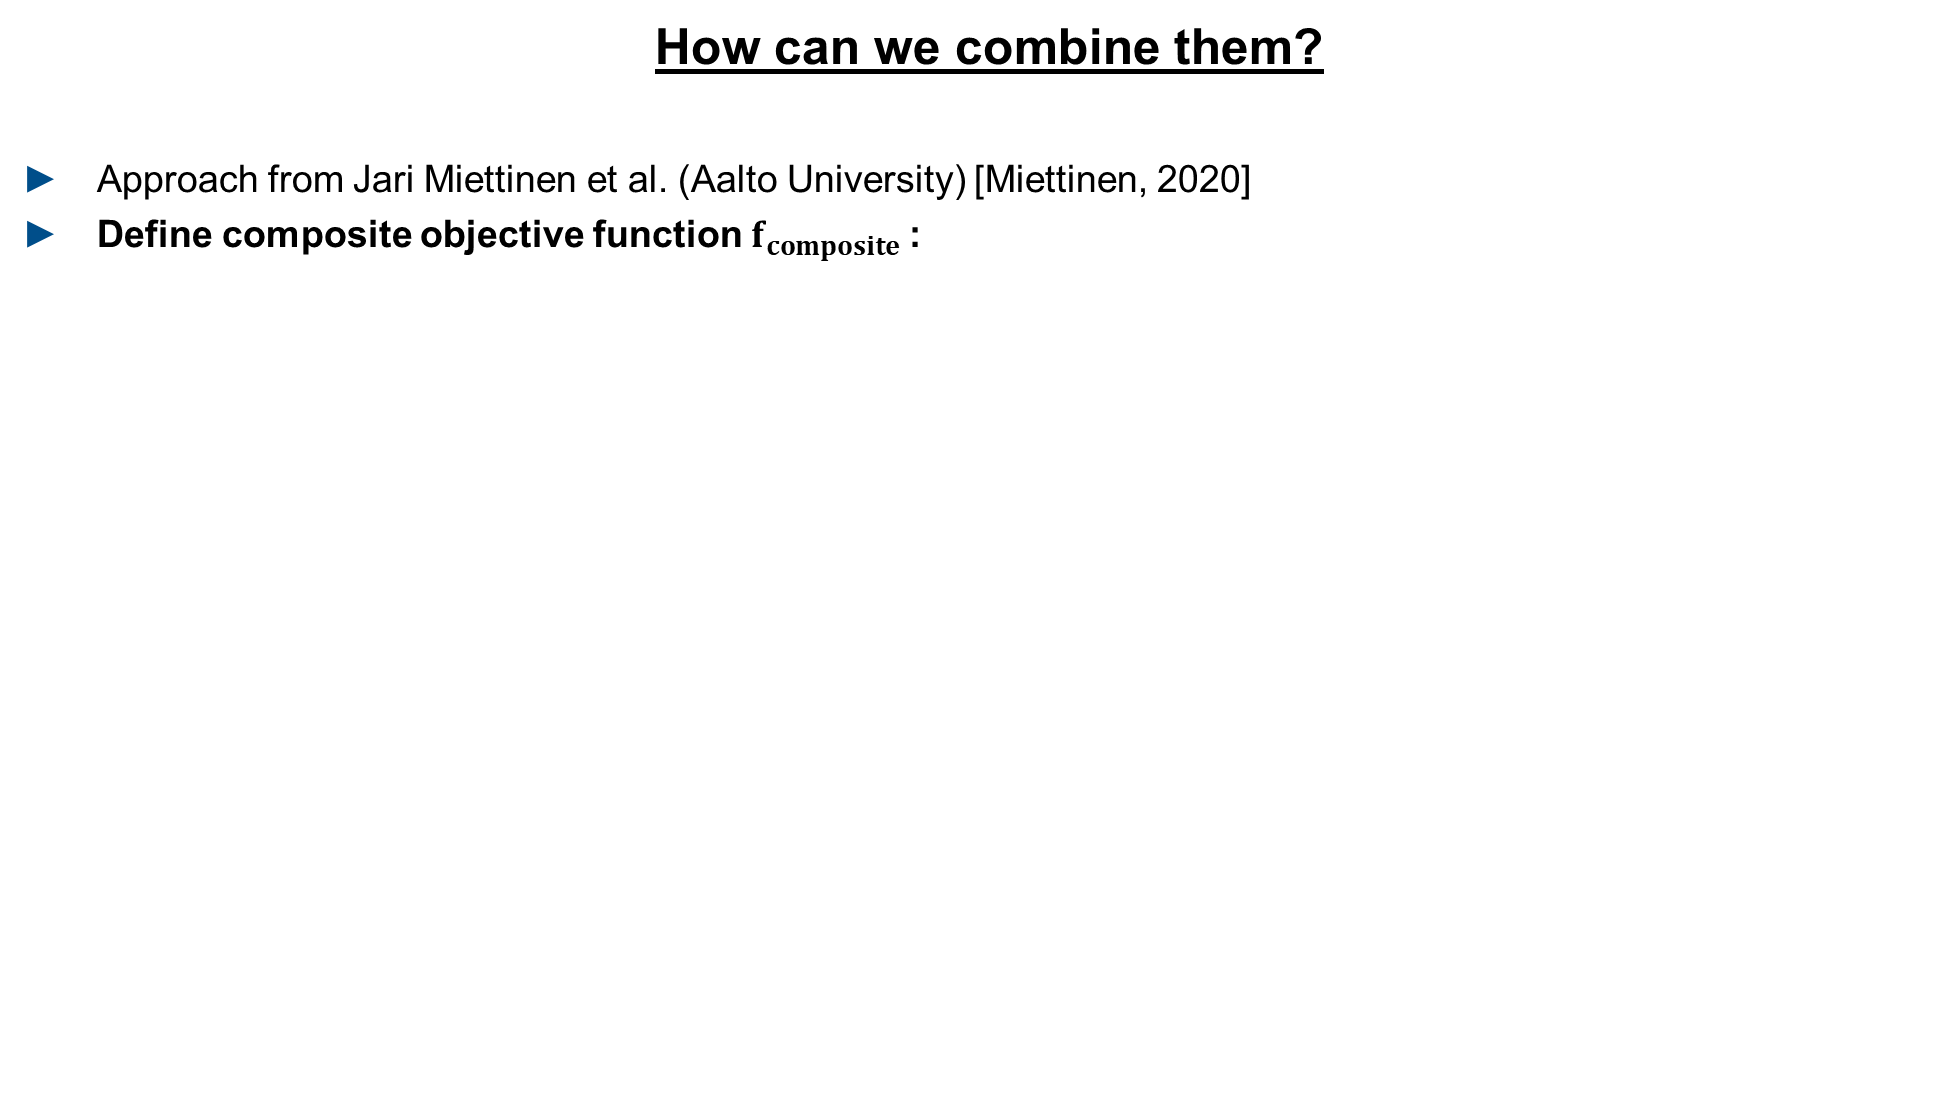 How can we combine them?
► Approach from Jari Miettinen et al. (Aalto University) [Miettinen, 2020]
► Define composite objective function f_composite :